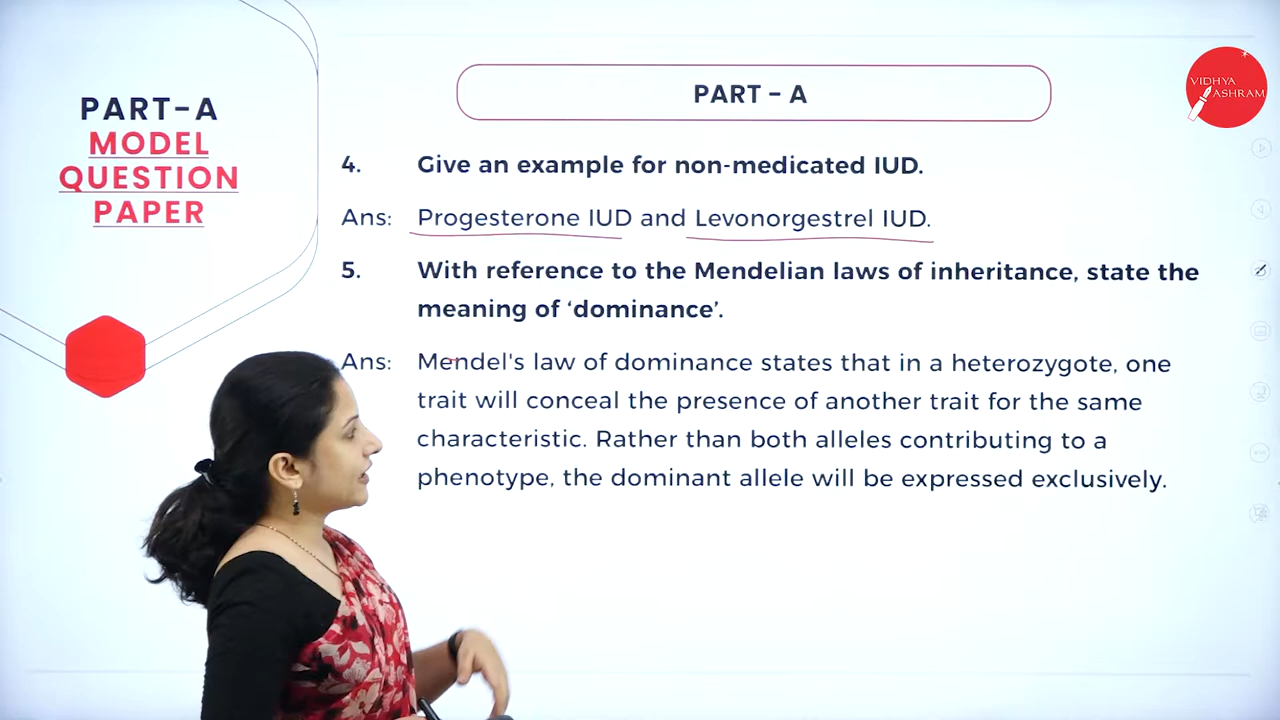 PART-A
MODEL
QUESTION
PAPER
PART - A
VIDHYA
ASHRAM
4. Give an example for non-medicated IUD.
Ans: Progesterone IUD and Levonorgestrel IUD.
5. With reference to the Mendelian laws of inheritance, state the
meaning of ‘dominance’.
Ans: Mendel's law of dominance states that in a heterozygote, one
trait will conceal the presence of another trait for the same
characteristic. Rather than both alleles contributing to a
phenotype, the dominant allele will be expressed exclusively.